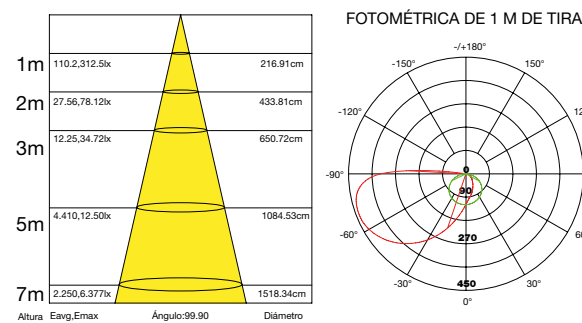 1m
110.2,312.5lx
216.91cm
2m
27.56,78.12lx
433.81cm
3m
12.25,34.72lx
650.72cm
5m
4.410,12.50lx
1084.53cm
7m
2.250,6.377lx
1518.34cm
Altura
Eavg,Emax
Ángulo:99.90
Diámetro
FOTOMÉTRICA DE 1 M DE TIRA
-/+180°
-150°
150°
-120°
-90°
-60°
-30°
0°
30°
0
90
270
450